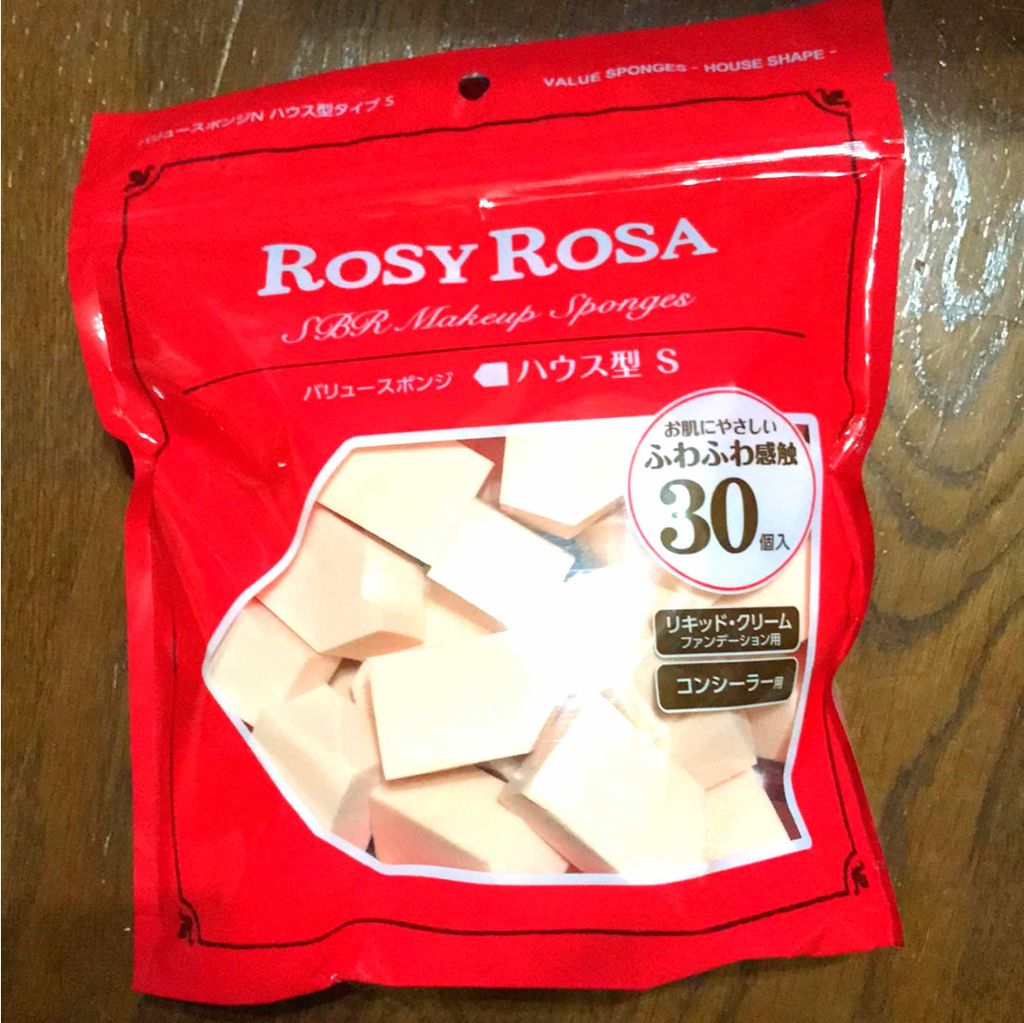 バリュースポンジN ハウス型タイプ S
VALUE SPONGES - HOUSE SHAPE -
ROSY ROSA
SBR Makeup Sponges
バリュースポンジ ハウス型 S
お肌にやさしい
ふわふわ感触
30個入
リキッド・クリーム
ファンデーション用
コンシーラー用